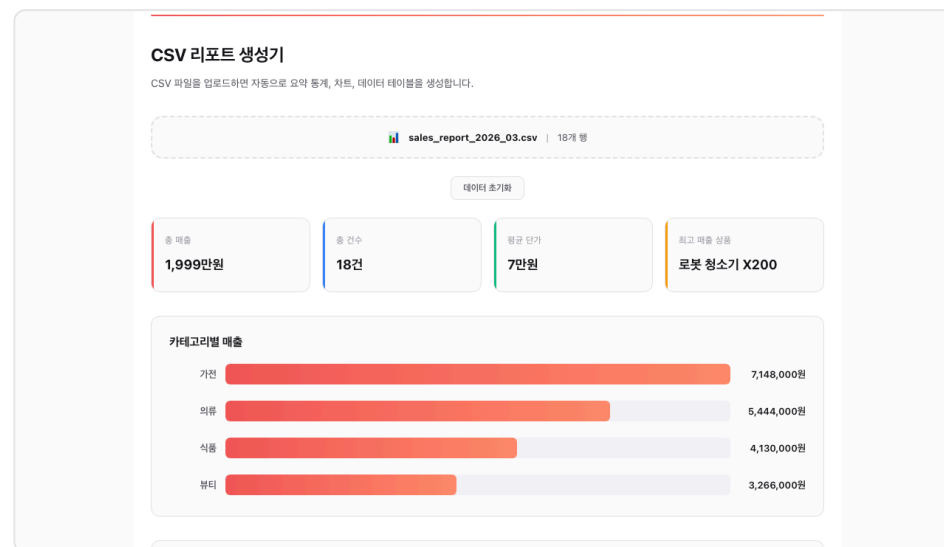 CSV 리포트 생성기
CSV 파일을 업로드하면 자동으로 요약 통계, 차트, 데이터 테이블을 생성합니다.
sales_report_2026_03.csv | 18개 행
데이터 초기화
총 매출
1,999만원
총 건수
18건
평균 단가
7만원
최고 매출 상품
로봇 청소기 X200
카테고리별 매출
가전 7,148,000원
의류 5,444,000원
식품 4,130,000원
뷰티 3,266,000원